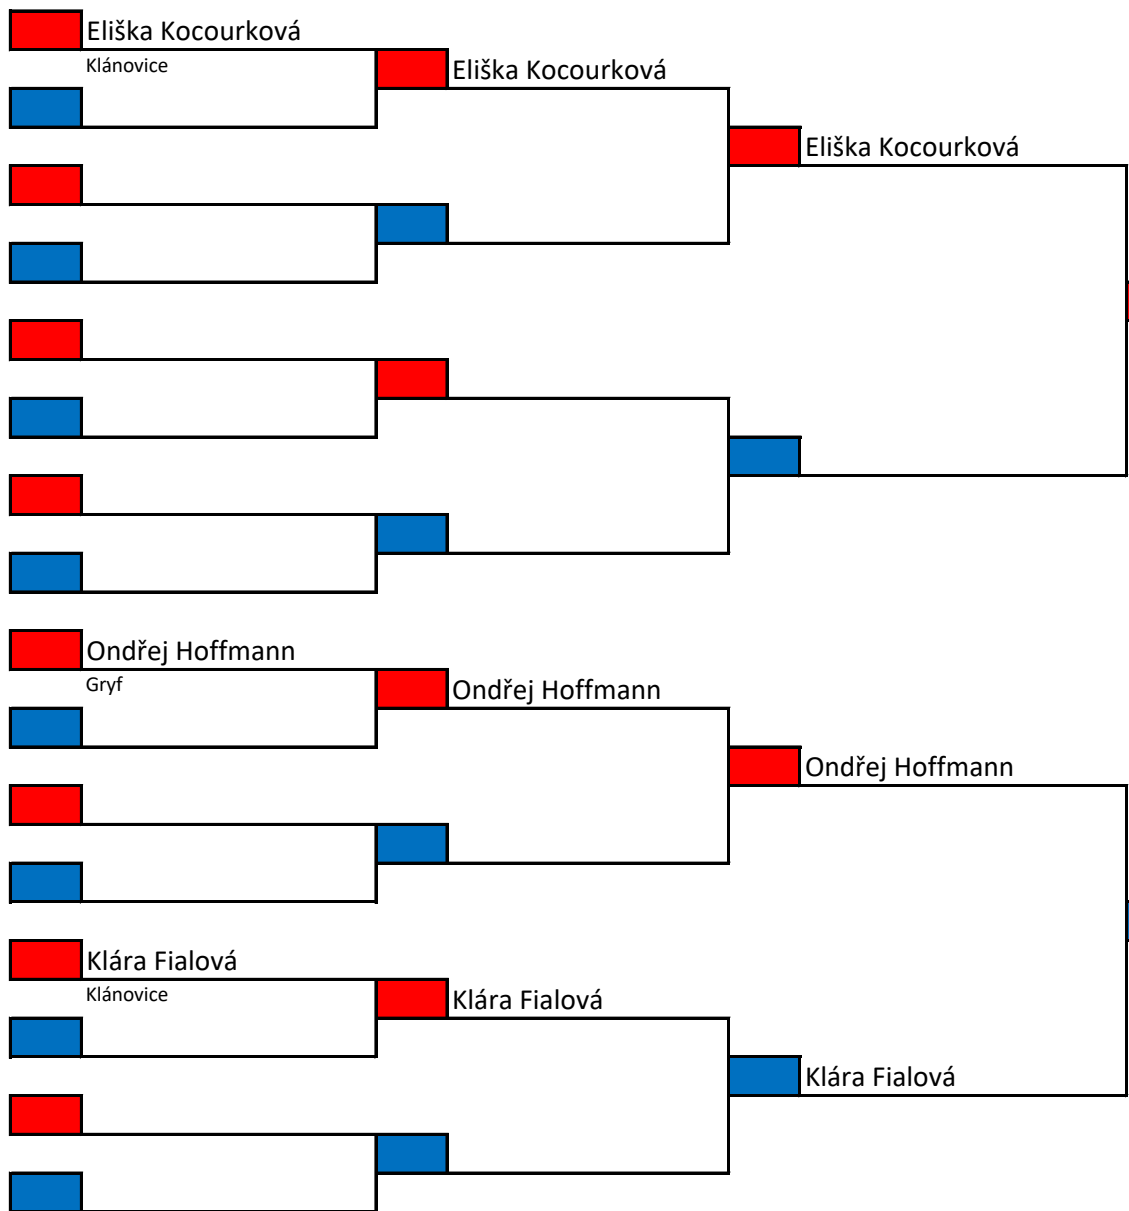 Eliška Kocourková
Klánovice
Eliška Kocourková
Eliška Kocourková
Ondřej Hoffmann
Gryf
Ondřej Hoffmann
Ondřej Hoffmann
Klára Fialová
Klánovice
Klára Fialová
Klára Fialová